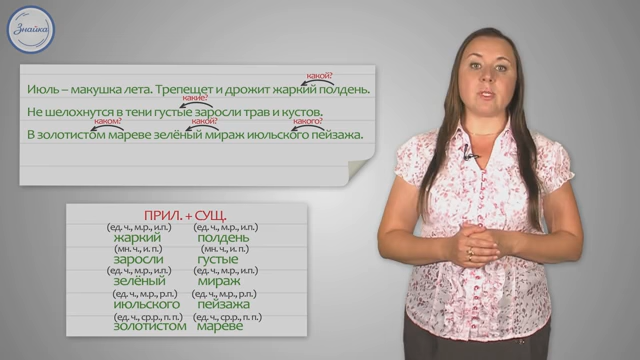 Знайка
какой?
Июль – макушка лета. Трепещет и дрожит жаркий полдень.
какие?
Не шелохнутся в тени густые заросли трав и кустов.
каком? какой? какого?
В золотистом мареве зелёный мираж июльского пейзажа.
ПРИЛ. + СУЩ.
(ед. ч., м.р., и.п.) (ед. ч., м.р., и.п.)
жаркий полдень
(мн. ч., и. п.) (мн. ч., и. п.)
заросли густые
(ед. ч., м.р., и.п.) (ед. ч., м.р., и.п.)
зелёный мираж
(ед. ч., м.р., р.п.) (ед. ч., м.р., р.п.)
июльского пейзажа
(ед. ч., ср.р., п. п.) (ед. ч., ср.р., п. п.)
золотистом мареве